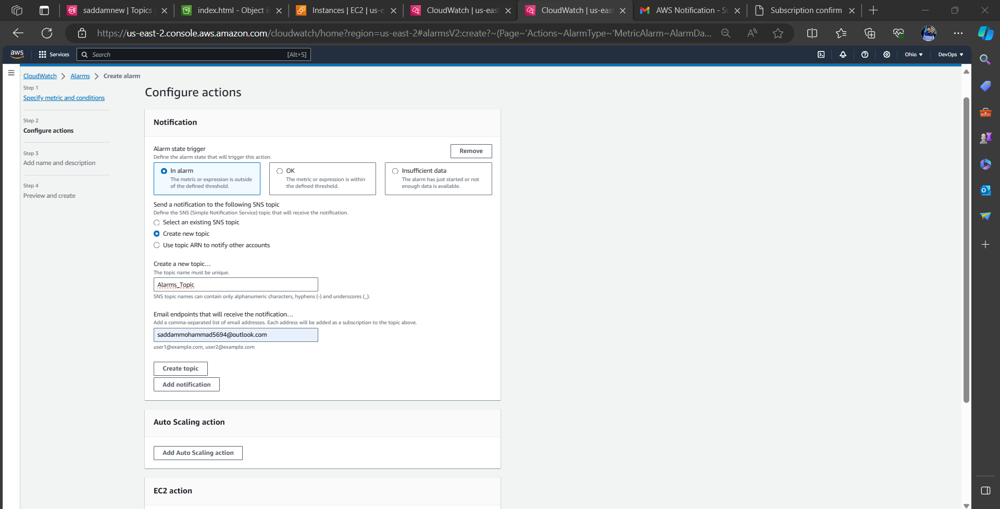 saddamnew | Topics
index.html - Object i
Instances | EC2 | us-e
CloudWatch | us-east
CloudWatch | us-east
AWS Notification - Su
Subscription confirm
https://us-east-2.console.aws.amazon.com/cloudwatch/home?region=us-east-2#alarmsV2:create?~(Page~'Actions~AlarmType~'MetricAlarm~AlarmDa...
aws
Services
Search
[Alt+S]
Ohio
DevOps
CloudWatch
Alarms
Create alarm
Step 1
Specify metric and conditions
Step 2
Configure actions
Step 3
Add name and description
Step 4
Preview and create
Configure actions
Notification
Alarm state trigger
Define the alarm state that will trigger this action.
Remove
In alarm
The metric or expression is outside
of the defined threshold.
OK
The metric or expression is within
the defined threshold.
Insufficient data
The alarm has just started or not
enough data is available.
Send a notification to the following SNS topic
Define the SNS (Simple Notification Service) topic that will receive the notification.
Select an existing SNS topic
Create new topic
Use topic ARN to notify other accounts
Create a new topic…
The topic name must be unique.
Alarms_Topic
SNS topic names can contain only alphanumeric characters, hyphens (-) and underscores (_).
Email endpoints that will receive the notification…
Add a comma-separated list of email addresses. Each address will be added as a subscription to the topic above.
saddammohammad5694@outlook.com
user1@example.com, user2@example.com
Create topic
Add notification
Auto Scaling action
Add Auto Scaling action
EC2 action